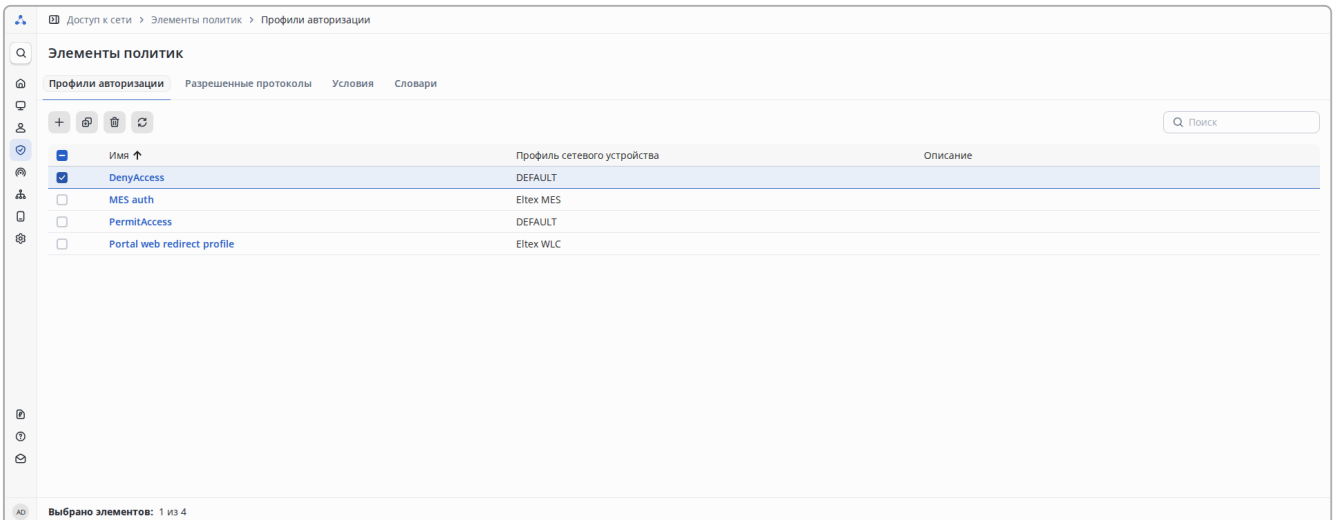 Доступ к сети > Элементы политик > Профили авторизации
Элементы политик
Профили авторизации Разрешенные протоколы Условия Словари
Поиск
Имя Профиль сетевого устройства Описание
DenyAccess DEFAULT
MES auth Eltex MES
PermitAccess DEFAULT
Portal web redirect profile Eltex WLC
AD Выбрано элементов: 1 из 4